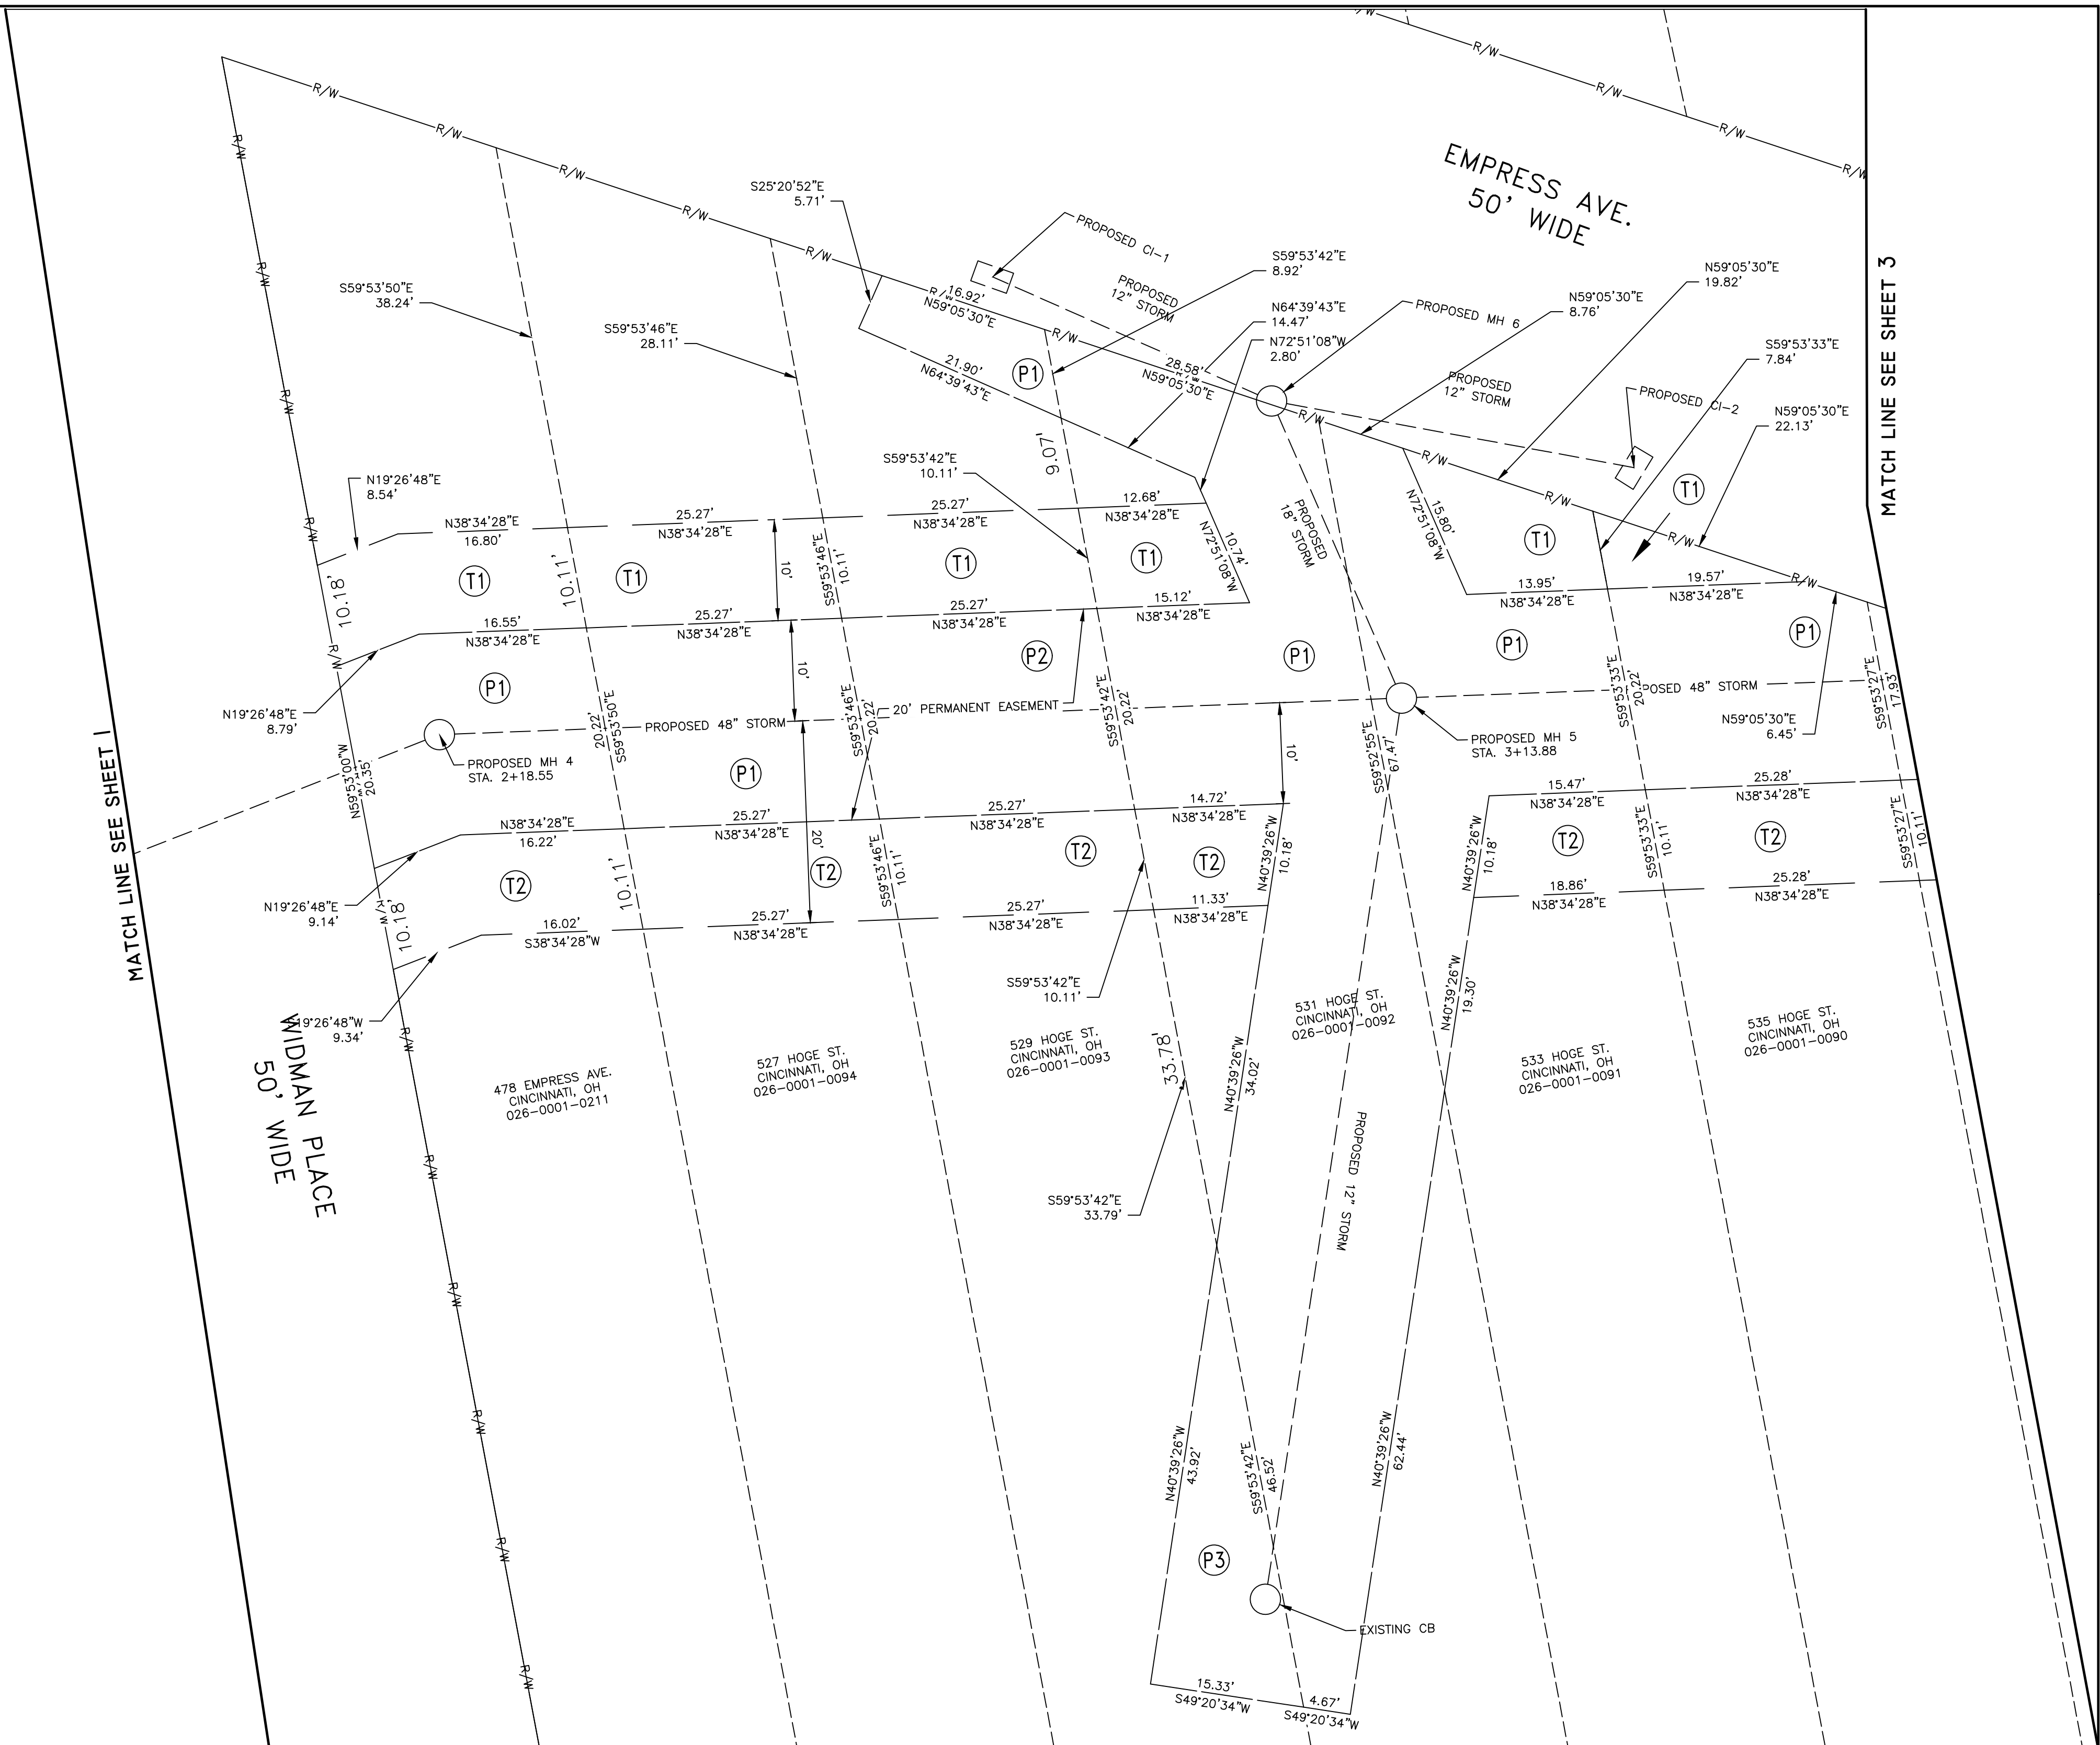 R/W
R/W
R/W
R/W
R/W
R/W
R/W
R/W
R/W
R/W
R/W
R/W
EMPRESS AVE.
50' WIDE
S25°20'52"E
5.71'
PROPOSED CI-1
PROPOSED
12" STORM
S59°53'42"E
8.92'
N59°05'30"E
19.82'
MATCH LINE SEE SHEET 3
S59°53'50"E
38.24'
S59°53'46"E
28.11'
R/W
16.92'
N59°05'30"E
R/W
N64°39'43"E
14.47'
N72°51'08"W
2.80'
PROPOSED MH 6
N59°05'30"E
8.76'
S59°53'33"E
7.84'
R/W
21.90'
N64°39'43"E
P1
28.58'
N59°05'30"E
R/W
PROPOSED
12" STORM
PROPOSED CI-2
N59°05'30"E
22.13'
9.07'
S59°53'42"E
10.11'
R/W
R/W
R/W
R/W
T1
N19°26'48"E
8.54'
R/W
N38°34'28"E
16.80'
25.27'
N38°34'28"E
25.27'
N38°34'28"E
12.68'
N38°34'28"E
10.74'
N72°51'08"W
PROPOSED
18" STORM
15.80'
N72°51'08"W
T1
10.18'
T1
10.11'
T1
10'
S59°53'46"E
10.11'
T1
T1
13.95'
N38°34'28"E
19.57'
N38°34'28"E
16.55'
N38°34'28"E
25.27'
N38°34'28"E
25.27'
N38°34'28"E
15.12'
N38°34'28"E
R/W
N19°26'48"E
8.79'
P1
10'
P2
P1
P1
P1
S59°53'50"E
20.22'
S59°53'46"E
20.22'
S59°53'42"E
20.22'
S59°53'33"E
20.22'
S59°53'27"E
17.93'
PROPOSED 48" STORM
20' PERMANENT EASEMENT
POSED 48" STORM
N59°05'30"E
6.45'
MATCH LINE SEE SHEET 1
N59°53'00"W
20.35'
PROPOSED MH 4
STA. 2+18.55
P1
10'
S59°52'55"E
67.47'
PROPOSED MH 5
STA. 3+13.88
N38°34'28"E
16.22'
25.27'
N38°34'28"E
25.27'
N38°34'28"E
14.72'
N38°34'28"E
15.47'
N38°34'28"E
25.28'
N38°34'28"E
N19°26'48"E
9.14'
T2
10.11'
20'
T2
S59°53'46"E
10.11'
T2
T2
N40°39'26"W
10.18'
N40°39'26"W
10.18'
T2
S59°53'33"E
10.11'
T2
S59°53'27"E
10.11'
R/W
10.18'
16.02'
S38°34'28"W
25.27'
N38°34'28"E
25.27'
N38°34'28"E
11.33'
N38°34'28"E
18.86'
N38°34'28"E
25.28'
N38°34'28"E
19°26'48"W
9.34'
R/W
S59°53'42"E
10.11'
N40°39'26"W
19.30'
WIDMAN PLACE
50' WIDE
478 EMPRESS AVE.
CINCINNATI, OH
026-0001-0211
527 HOGE ST.
CINCINNATI, OH
026-0001-0094
529 HOGE ST.
CINCINNATI, OH
026-0001-0093
33.78'
N40°39'26"W
34.02'
531 HOGE ST.
CINCINNATI, OH
026-0001-0092
533 HOGE ST.
CINCINNATI, OH
026-0001-0091
535 HOGE ST.
CINCINNATI, OH
026-0001-0090
R/W
S59°53'42"E
33.79'
PROPOSED 12" STORM
R/W
R/W
N40°39'26"W
43.92'
S59°53'42"E
46.52'
N40°39'26"W
62.44'
R/W
P3
EXISTING CB
R/W
15.33'
S49°20'34"W
4.67'
S49°20'34"W